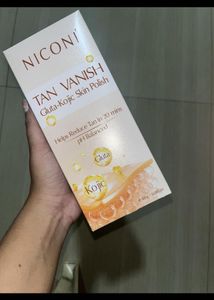 NICONI
TAN VANISH
Gluta-Kojic Skin Polish
Helps Reduce Tan In 20 mins
pH Balanced
Gluta
Kojic